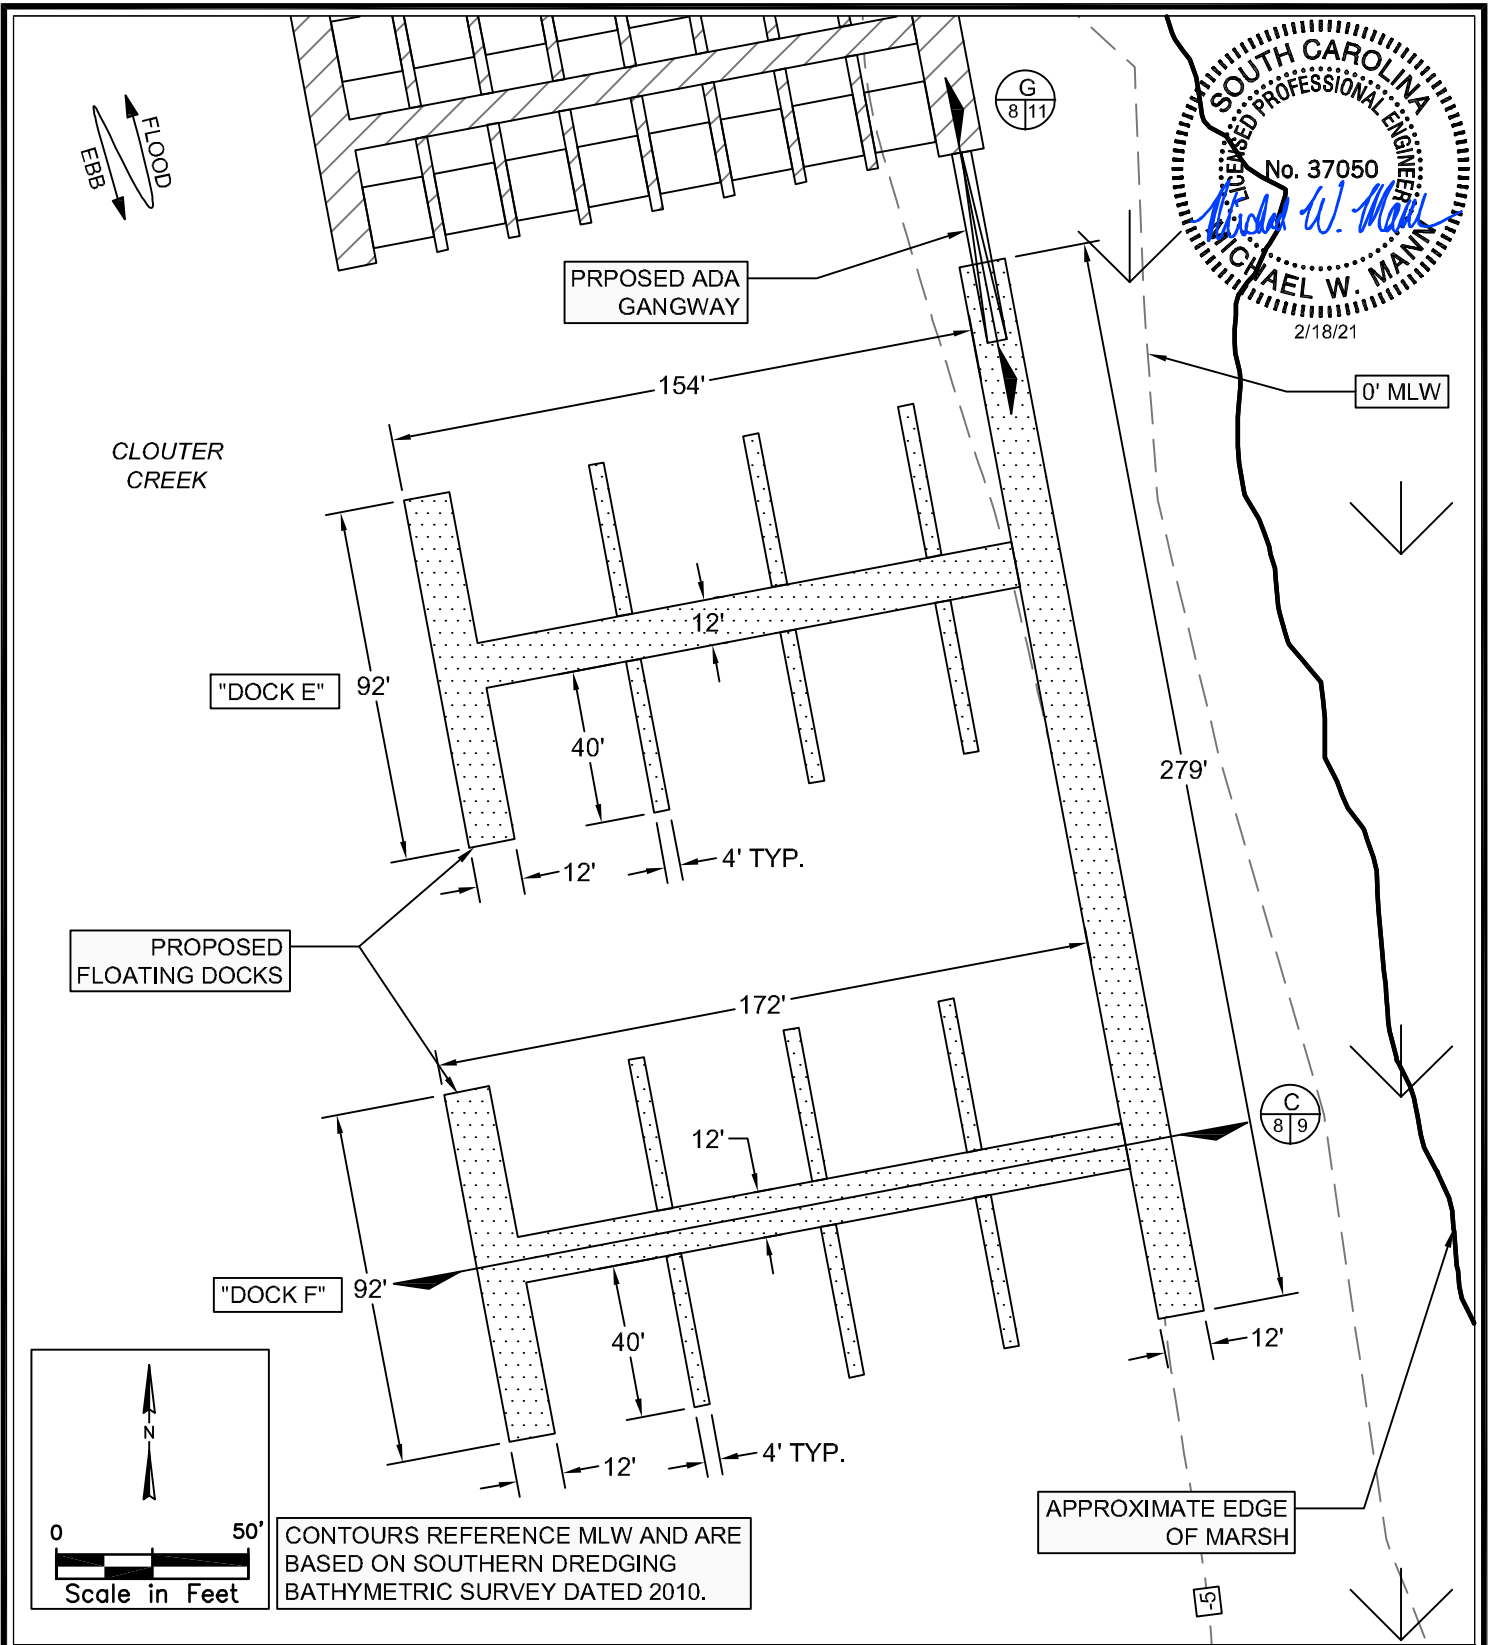 SOUTH CAROLINA
LICENSED PROFESSIONAL ENGINEER
No. 37050
MICHAEL W. MANN
2/18/21
G
8 11
FLOOD
EBB
PRPOSED ADA
GANGWAY
154'
0' MLW
CLOUTER
CREEK
12'
"DOCK E"
92'
40'
279'
12'
4' TYP.
PROPOSED
FLOATING DOCKS
172'
C
8 9
12'
"DOCK F"
92'
40'
12'
12'
4' TYP.
N
0 50'
Scale in Feet
CONTOURS REFERENCE MLW AND ARE
BASED ON SOUTHERN DREDGING
BATHYMETRIC SURVEY DATED 2010.
APPROXIMATE EDGE
OF MARSH
-5